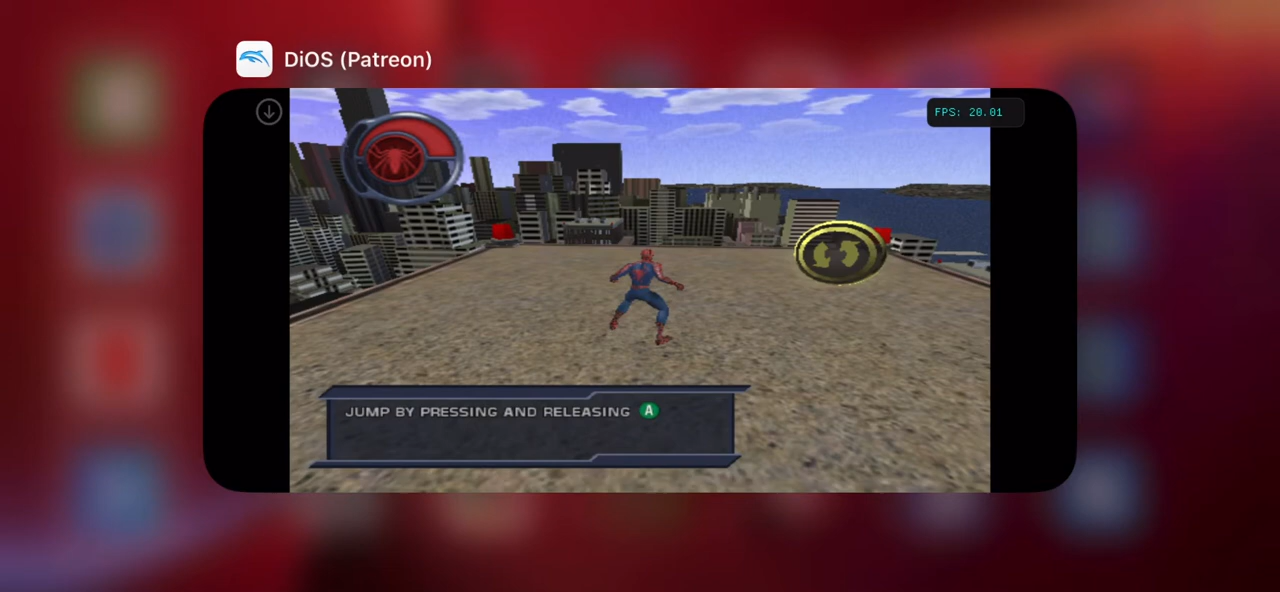 DiOS (Patreon)
FPS: 20.01
JUMP BY PRESSING AND RELEASING A